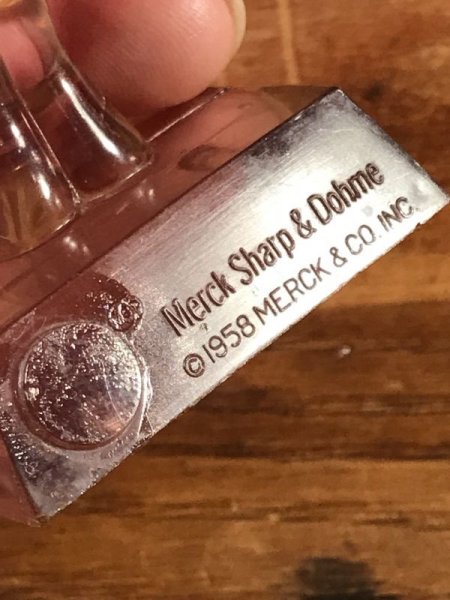 Merck Sharp & Dohme
©1958 MERCK & CO. INC.